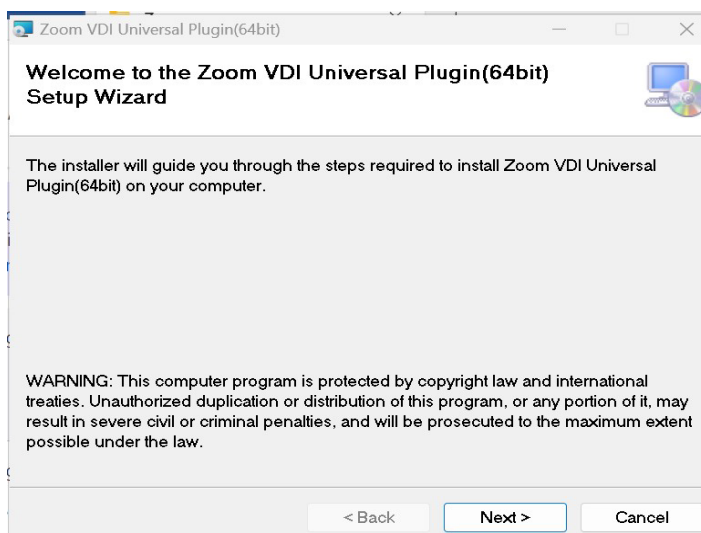 Zoom VDI Universal Plugin(64bit)
Welcome to the Zoom VDI Universal Plugin(64bit)
Setup Wizard
The installer will guide you through the steps required to install Zoom VDI Universal
Plugin(64bit) on your computer.
WARNING: This computer program is protected by copyright law and international
treaties. Unauthorized duplication or distribution of this program, or any portion of it, may
result in severe civil or criminal penalties, and will be prosecuted to the maximum extent
possible under the law.
< Back
Next >
Cancel